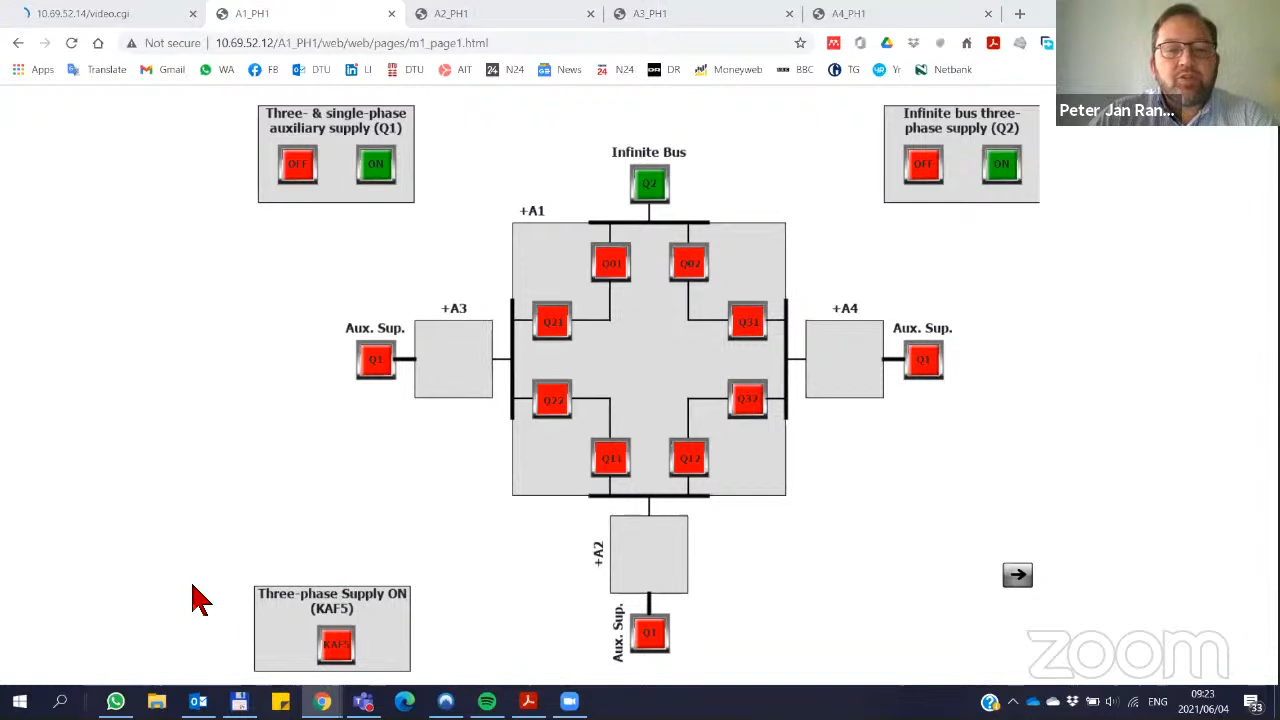 10.69.52.14/video.cgi
A1_PH1
A2_PH1
A3_PH1
A4_PH1
Not secure
10.69.52.12/A1_PH1/web/web/pages/m1_page1.html
Apps
Translate
Gmail
WU
FB
DTU
LI
DTU
N24
News
N24
DR
Moneyweb
BBC
TG
Yr
Netbank
Peter Jan Ran...
Three- & single-phase
auxiliary supply (Q1)
OFF
ON
Infinite bus three-
phase supply (Q2)
OFF
ON
Infinite Bus
Q2
+A1
Q01
Q02
+A3
+A4
Aux. Sup.
Q21
Q31
Aux. Sup.
Q1
Q1
Q22
Q32
Q11
Q12
+A2
Aux. Sup.
Q1
Three-phase Supply ON
(KAF5)
KAF5
zoom
ENG
09:23
2021/06/04
33